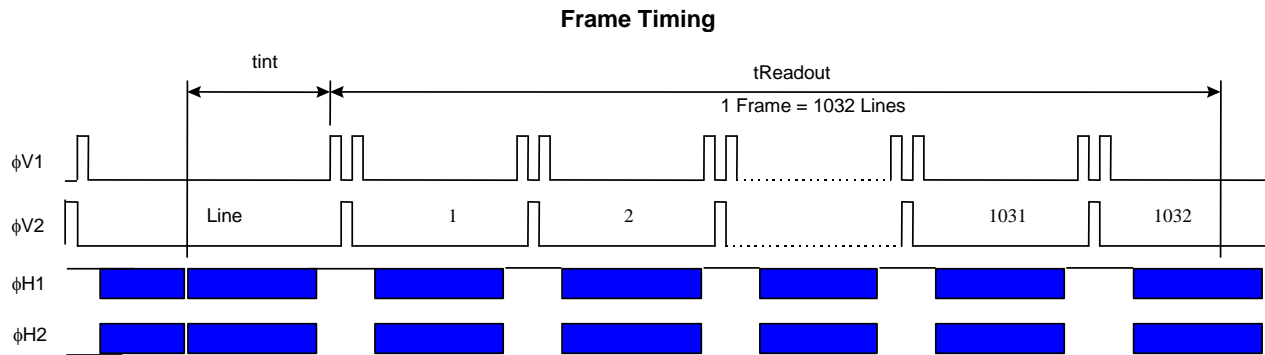 Frame Timing
tint
tReadout
1 Frame = 1032 Lines
ϕV1
ϕV2
Line
1
2
1031
1032
ϕH1
ϕH2